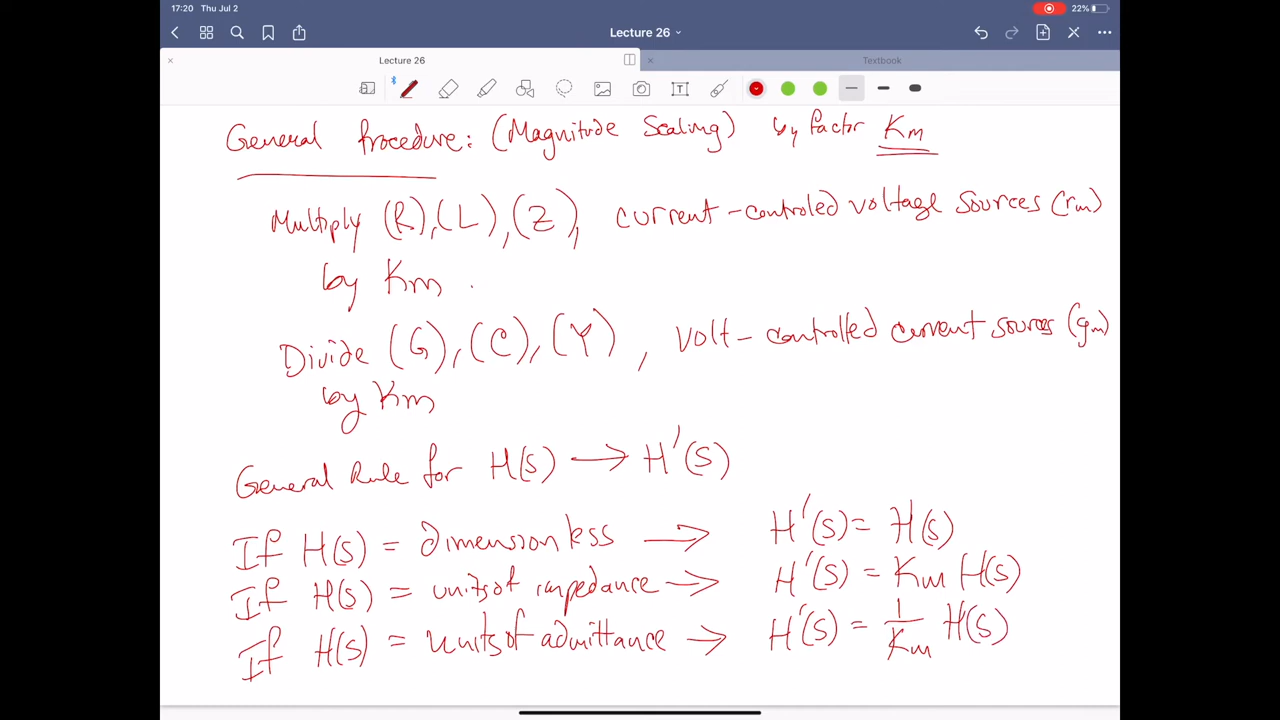 17:20 Thu Jul 2
22%
Lecture 26
Lecture 26
Textbook
General Procedure: (Magnitude Scaling) by factor Km
Multiply (R), (L), (Z), current-controled voltage sources (rm)
by Km.
Divide (G), (C), (Y), volt-controlled current sources (gm)
by Km
General Rule for H(s) → H'(s)
If H(s) = dimensionless → H'(s) = H(s)
If H(s) = units of impedance → H'(s) = Km H(s)
If H(s) = units of admittance → H'(s) = 1/Km H(s)